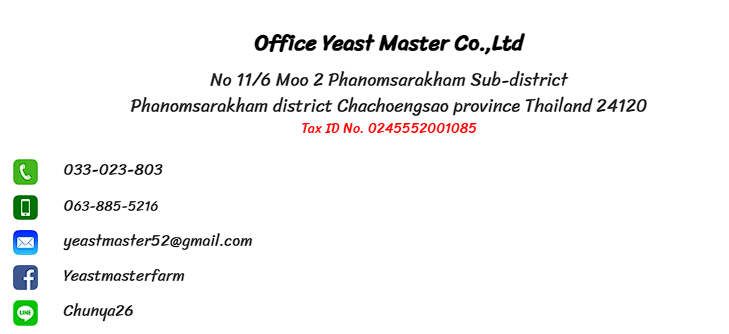 Office Yeast Master Co.,Ltd
No 11/6 Moo 2 Phanomsarakham Sub-district
Phanomsarakham district Chachoengsao province Thailand 24120
Tax ID No. 0245552001085
033-023-803
063-885-5216
yeastmaster52@gmail.com
Yeastmasterfarm
LINE
Chunya26